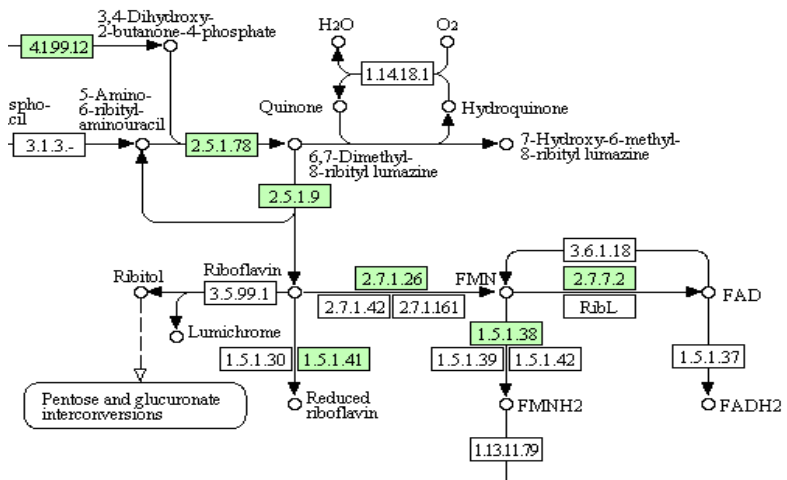 3,4-Dihydroxy-
2-butanone-4-phosphate
4.1.99.12
H2O
O2
1.14.18.1
Quinone
Hydroquinone
spho-
cil
3.1.3.-
5-Amino-
6-ribityl-
aminouracil
2.5.1.78
6,7-Dimethyl-
8-ribityl lumazine
7-Hydroxy-6-methyl-
8-ribityl lumazine
2.5.1.9
3.6.1.18
Ribitol
Riboflavin
3.5.99.1
2.7.1.26
2.7.1.42
2.7.1.161
FMN
2.7.7.2
RibL
FAD
Lumichrome
1.5.1.30
1.5.1.41
1.5.1.38
1.5.1.39
1.5.1.42
1.5.1.37
Pentose and glucuronate
interconversions
Reduced
riboflavin
FMNH2
FADH2
1.13.11.79